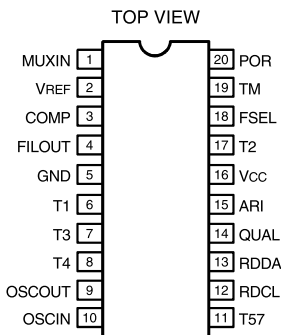 TOP VIEW
MUXIN 1 20 POR
VREF 2 19 TM
COMP 3 18 FSEL
FILOUT 4 17 T2
GND 5 16 VCC
T1 6 15 ARI
T3 7 14 QUAL
T4 8 13 RDDA
OSCOUT 9 12 RDCL
OSCIN 10 11 T57